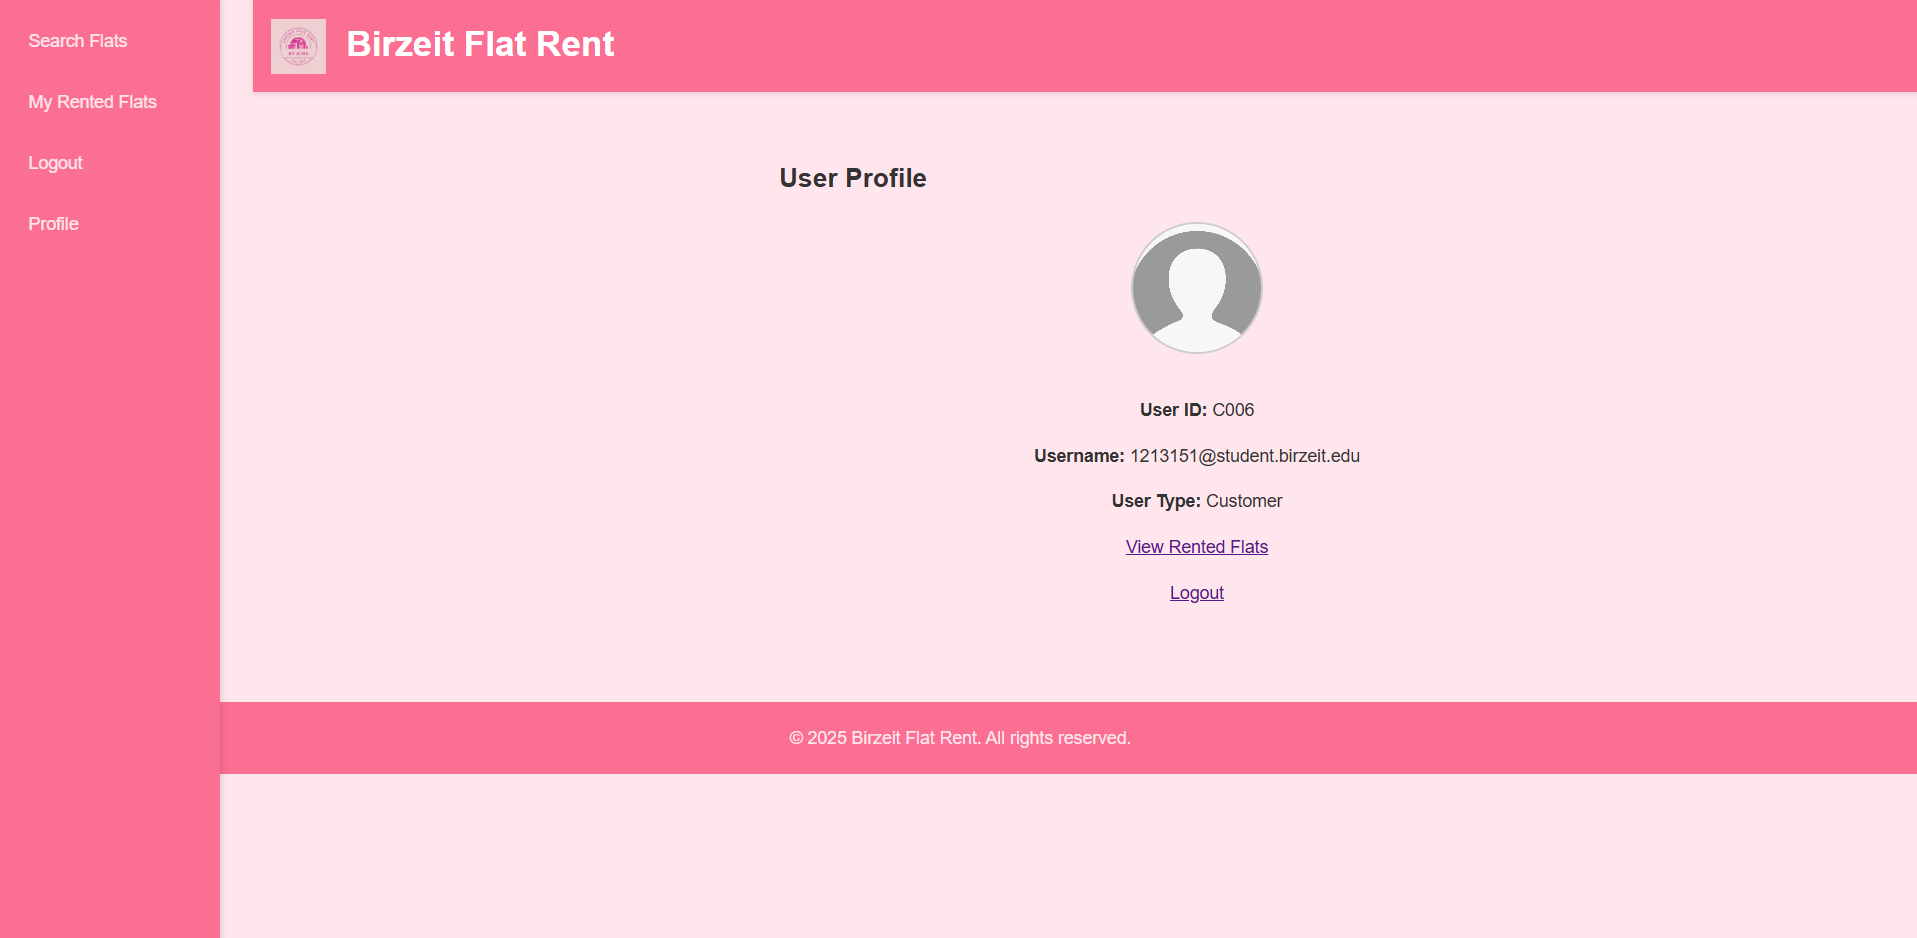 Search Flats
My Rented Flats
Logout
Profile
Birzeit Flat Rent
User Profile
User ID: C006
Username: 1213151@student.birzeit.edu
User Type: Customer
View Rented Flats
Logout
© 2025 Birzeit Flat Rent. All rights reserved.